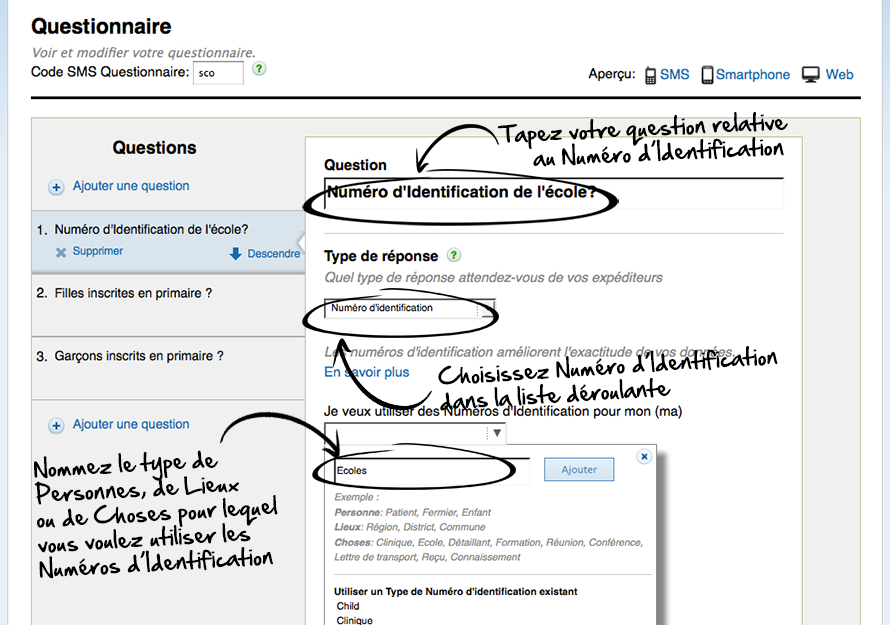 Questionnaire
Voir et modifier votre questionnaire.
Code SMS Questionnaire: sco ?
Aperçu: SMS Smartphone Web
Questions
+ Ajouter une question
1. Numéro d'Identification de l'école?
Supprimer Descendre
2. Filles inscrites en primaire ?
3. Garçons inscrits en primaire ?
+ Ajouter une question
Nommez le type de
Personnes, de Lieux
ou de Choses pour lequel
vous voulez utiliser les
Numéros d'Identification
Tapez votre question relative
au Numéro d'Identification
Question
Numéro d'Identification de l'école?
Type de réponse ?
Quel type de réponse attendez-vous de vos expéditeurs
Numéro d'identification
Les numéros d'identification améliorent l'exactitude de vos données.
En savoir plus
Choisissez Numéro d'Identification
dans la liste déroulante
Je veux utiliser des Numéros d'Identification pour mon (ma)
Ecoles Ajouter
Exemple :
Personne: Patient, Fermier, Enfant
Lieux: Région, District, Commune
Choses: Clinique, Ecole, Détaillant, Formation, Réunion, Conférence,
Lettre de transport, Reçu, Connaissement
Utiliser un Type de Numéro d'identification existant
Child
Clinique